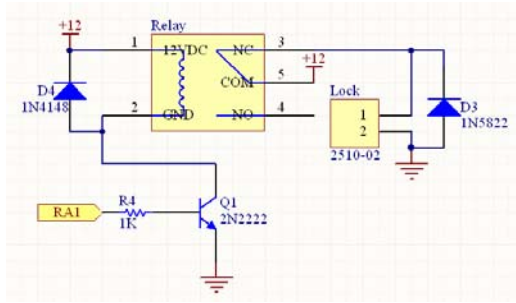 Relay
+12
1 12VDC NC 3
+12
COM 5
D4
1N4148
2 GND NO 4
Lock
1
2
2510-02
D3
1N5822
RA1
R4
1K
Q1
2N2222